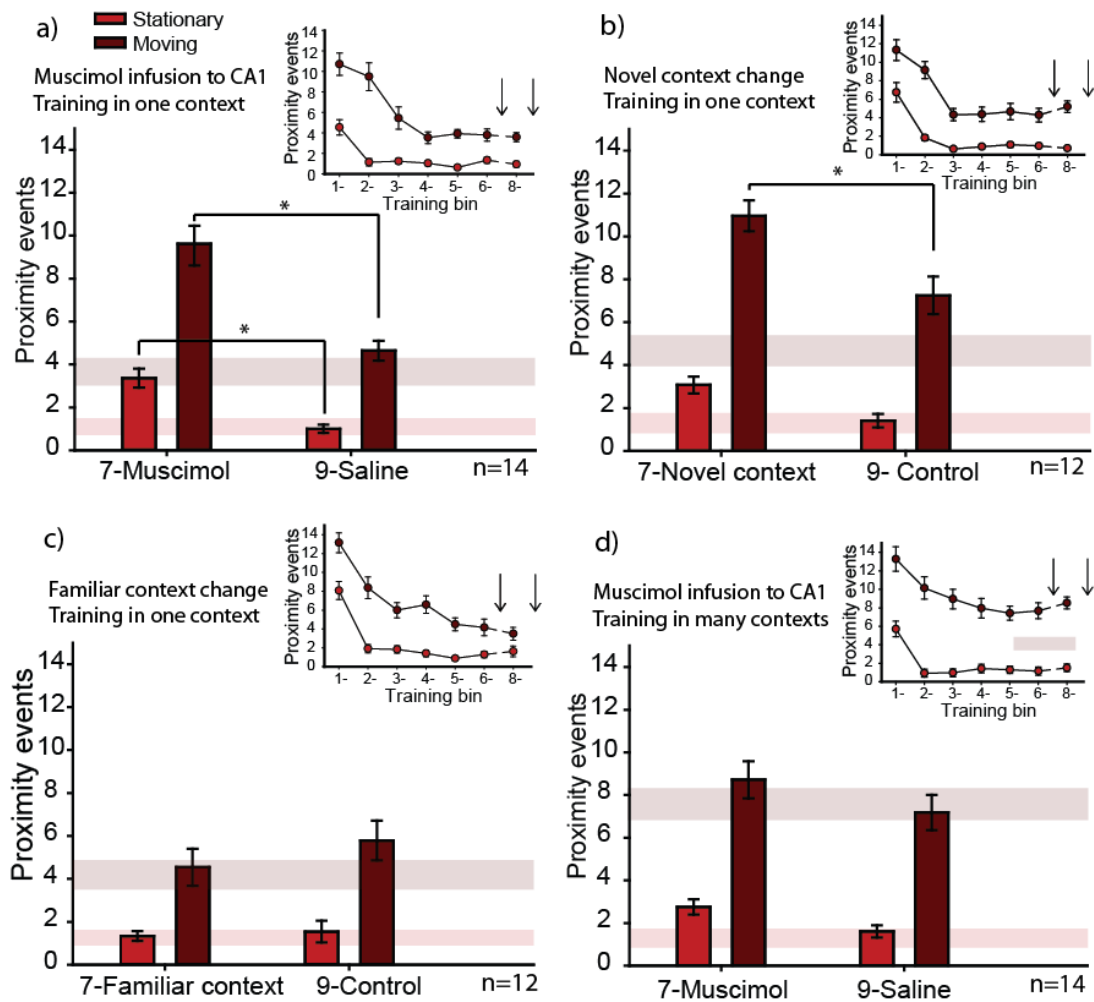 Stationary
Moving
a)
Muscimol infusion to CA1
Training in one context
Proximity events
14
12
10
8
6
4
2
0
1-
2-
3-
4-
5-
6-
8-
Training bin
Proximity events
14
12
10
8
6
4
2
0
*
*
7-Muscimol
9-Saline
n=14
b)
Novel context change
Training in one context
Proximity events
14
12
10
8
6
4
2
0
1-
2-
3-
4-
5-
6-
8-
Training bin
Proximity events
14
12
10
8
6
4
2
0
*
7-Novel context
9- Control
n=12
c)
Familiar context change
Training in one context
Proximity events
14
12
10
8
6
4
2
0
1-
2-
3-
4-
5-
6-
8-
Training bin
Proximity events
14
12
10
8
6
4
2
0
7-Familiar context
9-Control
n=12
d)
Muscimol infusion to CA1
Training in many contexts
Proximity events
14
12
10
8
6
4
2
0
1-
2-
3-
4-
5-
6-
8-
Training bin
Proximity events
14
12
10
8
6
4
2
0
7-Muscimol
9-Saline
n=14